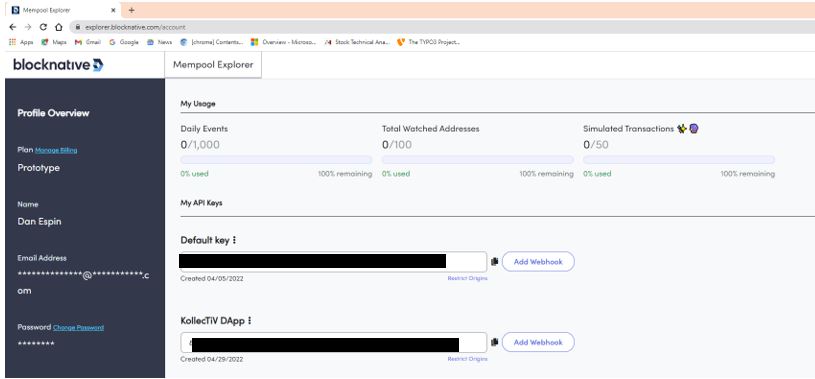 Mempool Explorer
explorer.blocknative.com/account
Apps Maps Gmail Google News [chrome] Contents... Overview - Microso... Stock Technical Ana... The TYPO3 Project...
blocknative Mempool Explorer
Profile Overview
Plan Manage Billing
Prototype
Name
Dan Espin
Email Address
**************@***********.c
om
Password Change Password
********
My Usage
Daily Events Total Watched Addresses Simulated Transactions
0/1,000 0/100 0/50
0% used 100% remaining 0% used 100% remaining 0% used 100% remaining
My API Keys
Default key
Add Webhook
Created 04/05/2022 Restrict Origins
KollecTiV DApp
Add Webhook
Created 04/29/2022 Restrict Origins